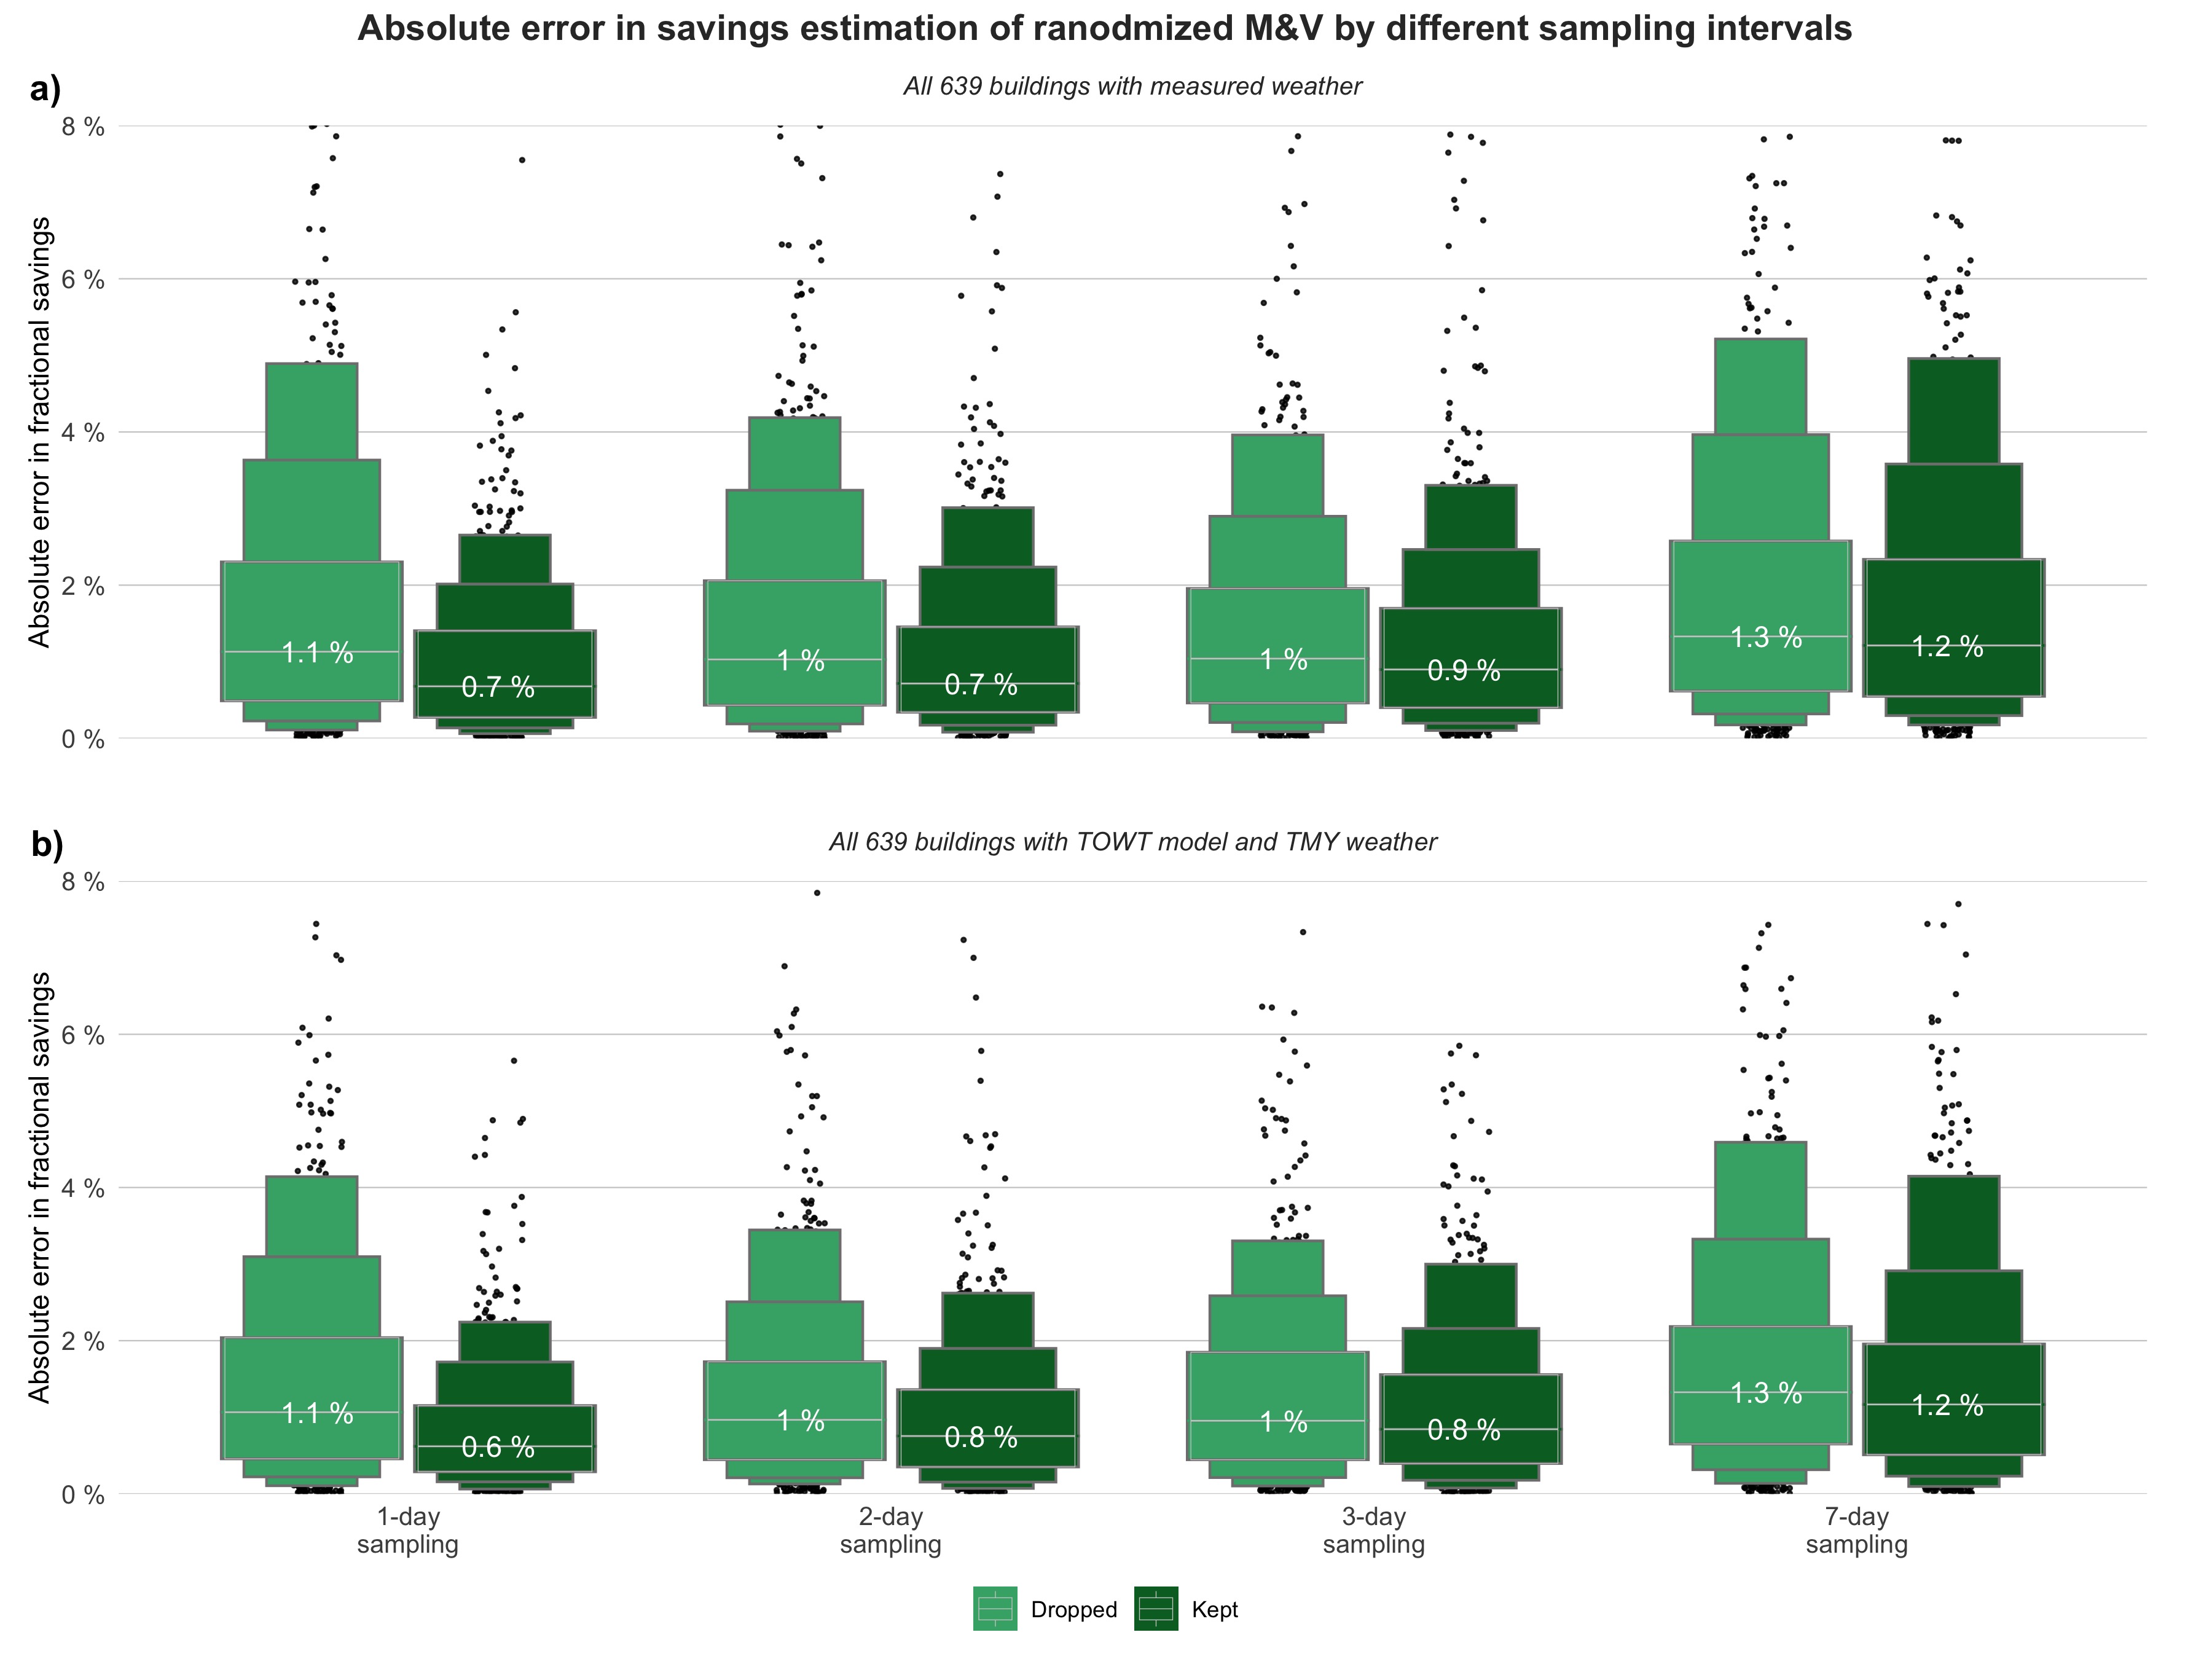 Absolute error in savings estimation of ranodmized M&V by different sampling intervals
a)
All 639 buildings with measured weather
Absolute error in fractional savings
8 %
6 %
4 %
2 %
0 %
1.1 %
0.7 %
1 %
0.7 %
1 %
0.9 %
1.3 %
1.2 %
b)
All 639 buildings with TOWT model and TMY weather
Absolute error in fractional savings
8 %
6 %
4 %
2 %
0 %
1.1 %
0.6 %
1 %
0.8 %
1 %
0.8 %
1.3 %
1.2 %
1-day
sampling
2-day
sampling
3-day
sampling
7-day
sampling
Dropped
Kept